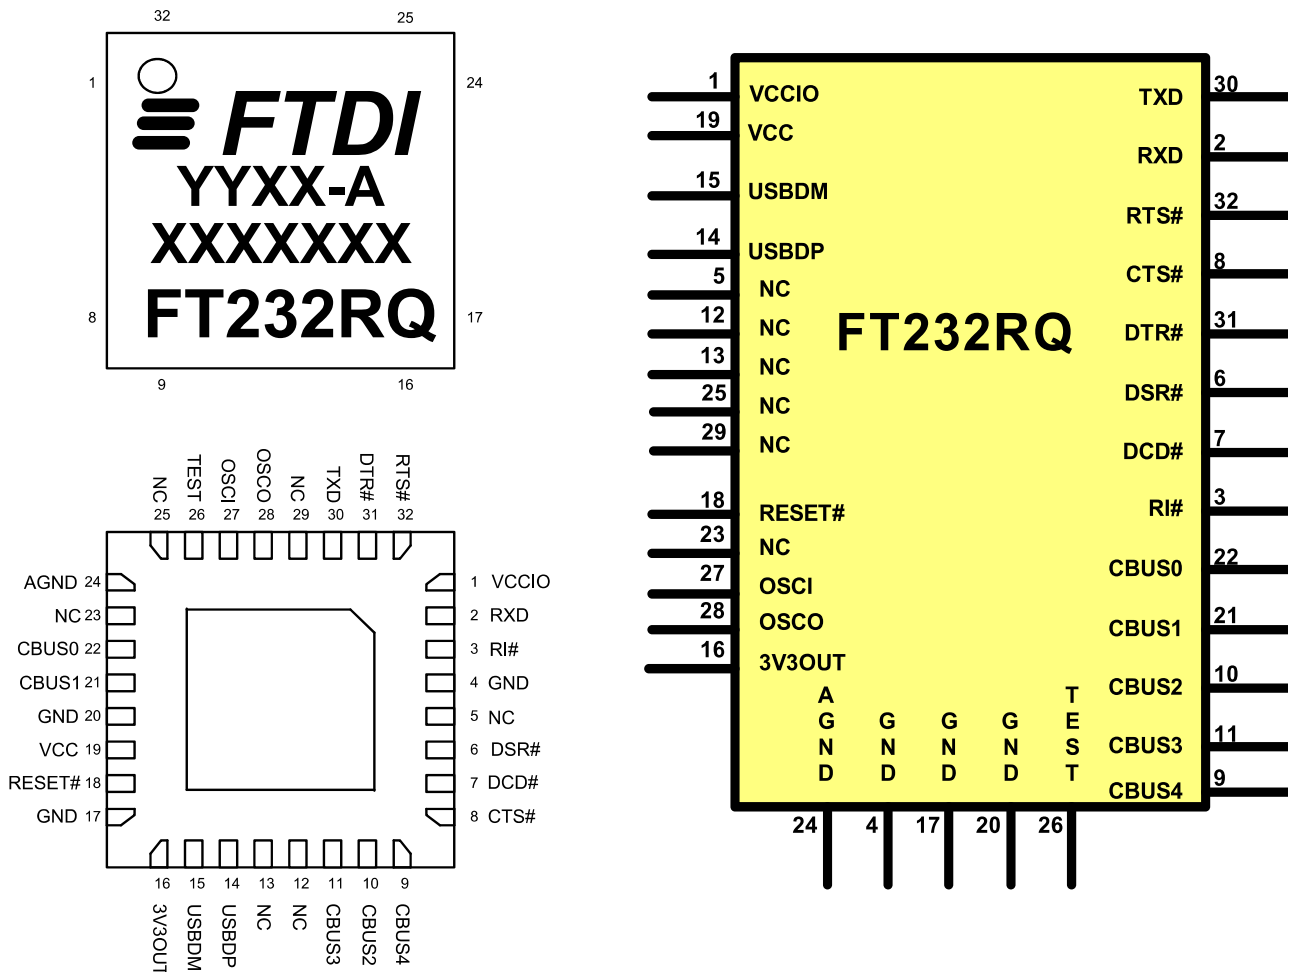 32 25
1 24
FTDI
YYXX-A
XXXXXXX
FT232RQ
8 17
9 16
NC TEST OSCI OSCO NC TXD DTR# RTS#
25 26 27 28 29 30 31 32
AGND 24 1 VCCIO
NC 23 2 RXD
CBUS0 22 3 RI#
CBUS1 21 4 GND
GND 20 5 NC
VCC 19 6 DSR#
RESET# 18 7 DCD#
GND 17 8 CTS#
16 15 14 13 12 11 10 9
3V3OUT USBDM USBDP NC NC CBUS3 CBUS2 CBUS4
1 VCCIO
19 VCC
15 USBDM
14 USBDP
5 NC
12 NC
13 NC
25 NC
29 NC
18 RESET#
23 NC
27 OSCI
28 OSCO
16 3V3OUT
FT232RQ
TXD 30
RXD 2
RTS# 32
CTS# 8
DTR# 31
DSR# 6
DCD# 7
RI# 3
CBUS0 22
CBUS1 21
CBUS2 10
CBUS3 11
CBUS4 9
AGND GND GND GND TEST
24 4 17 20 26